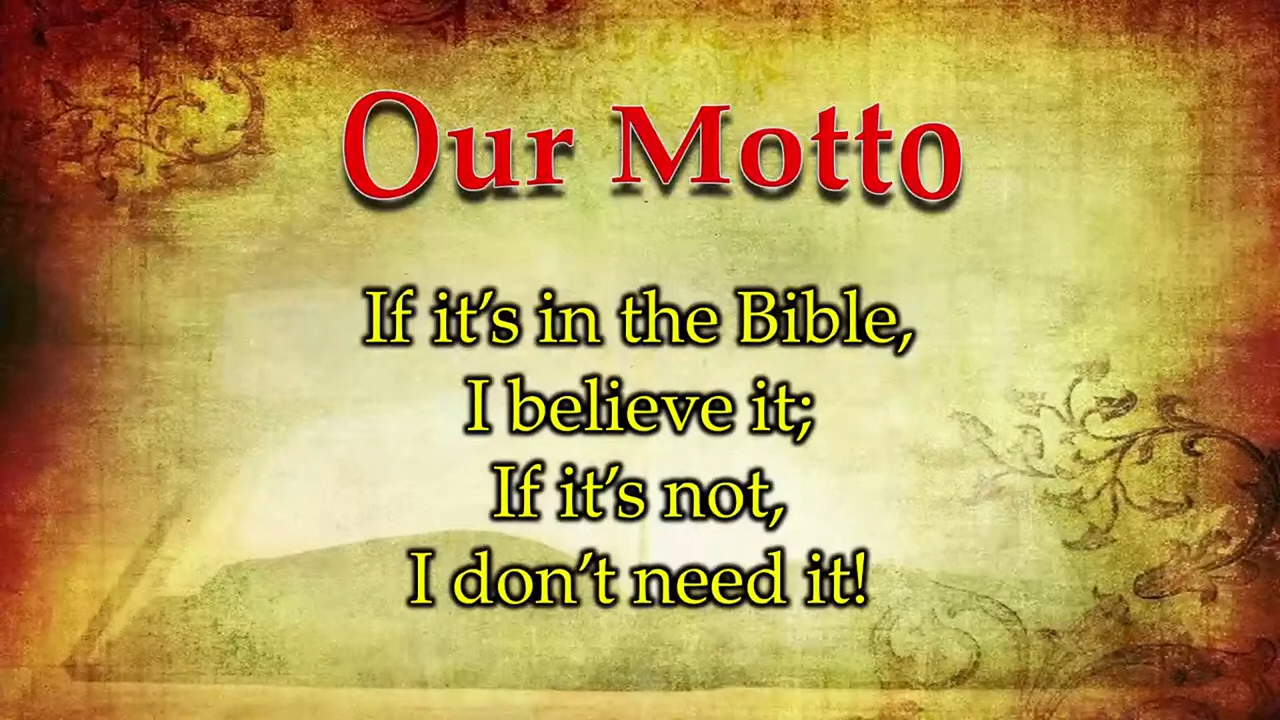 Our Motto
If it's in the Bible,
I believe it;
If it's not,
I don't need it!